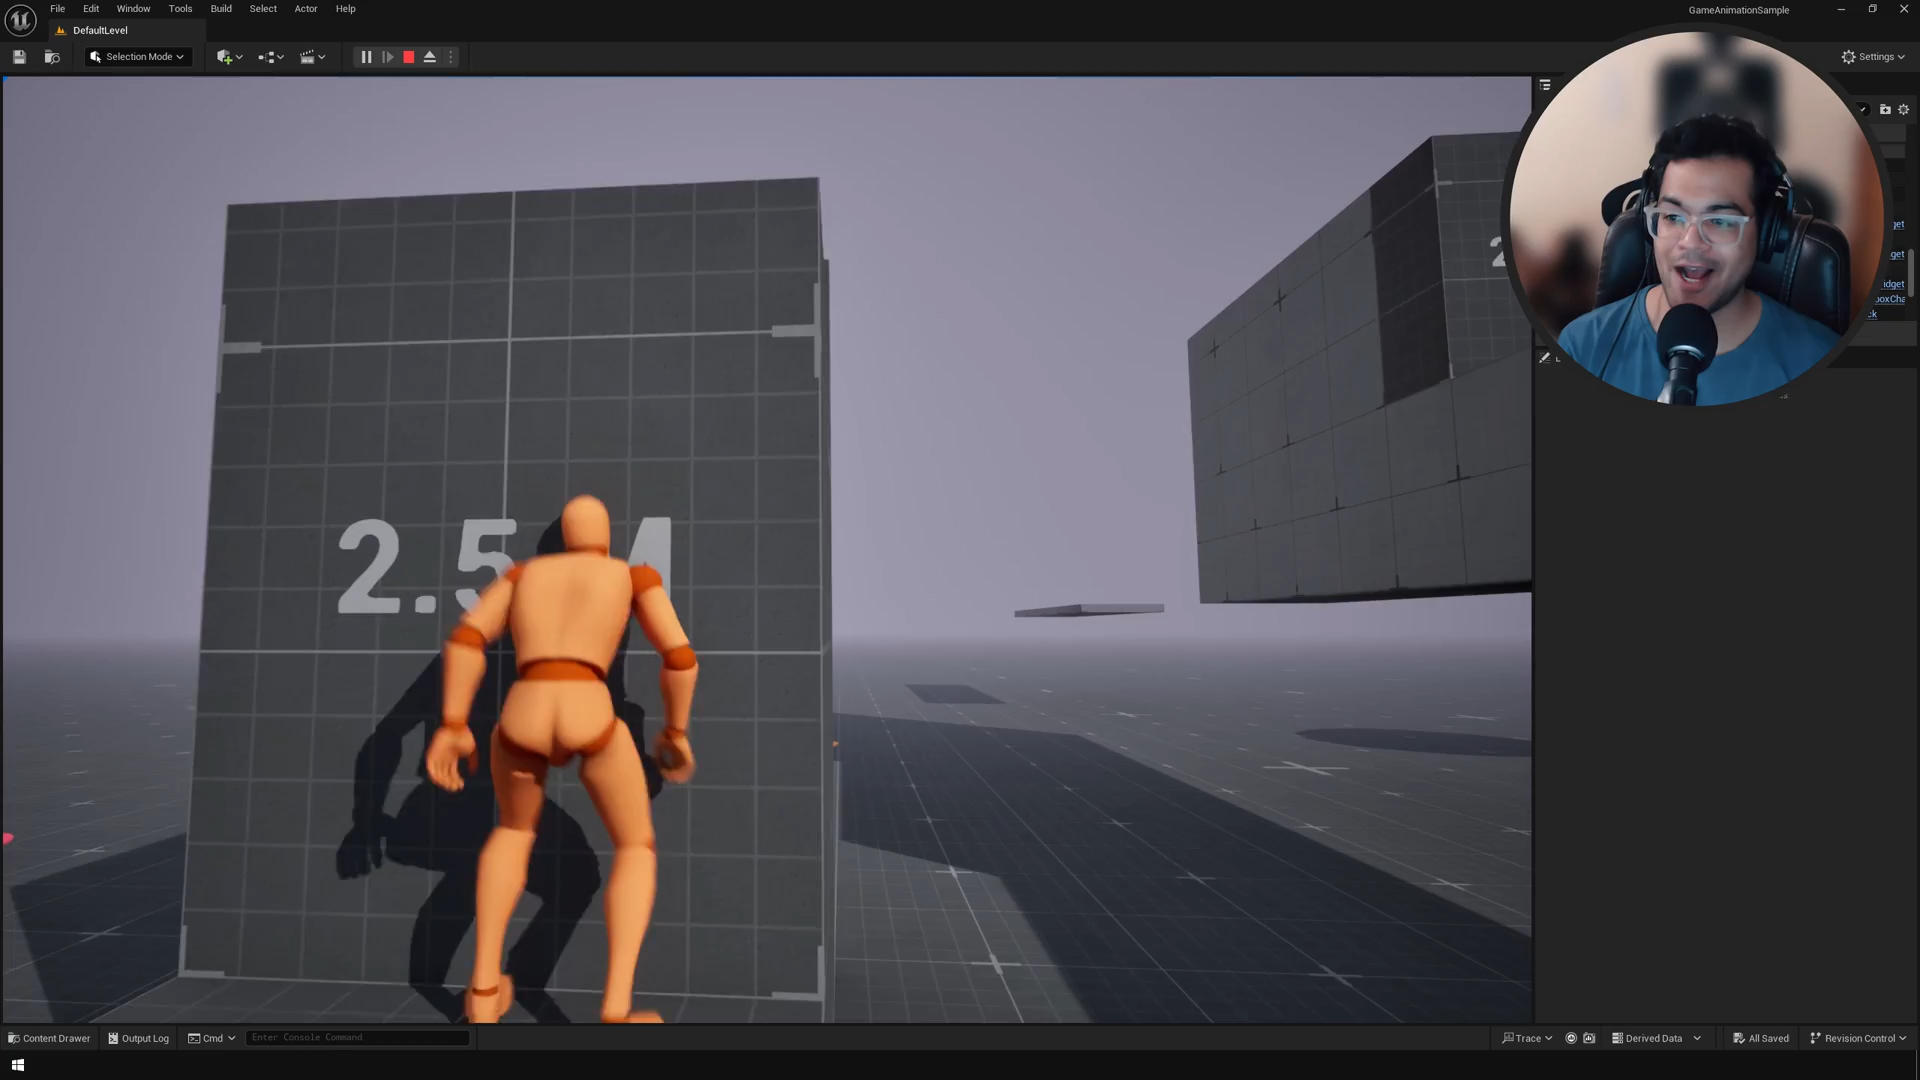 File Edit Window Tools Build Select Actor Help
GameAnimationSample
DefaultLevel
Selection Mode
Settings
2.5
Content Drawer
Output Log
Cmd
Enter Console Command
Trace
Derived Data
All Saved
Revision Control